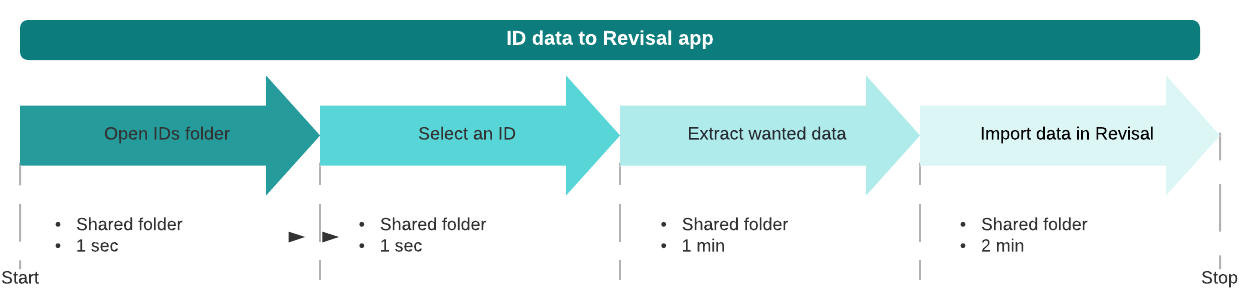 ID data to Revisal app
Open IDs folder
Select an ID
Extract wanted data
Import data in Revisal
• Shared folder
• 1 sec
• Shared folder
• 1 sec
• Shared folder
• 1 min
• Shared folder
• 2 min
Start
Stop